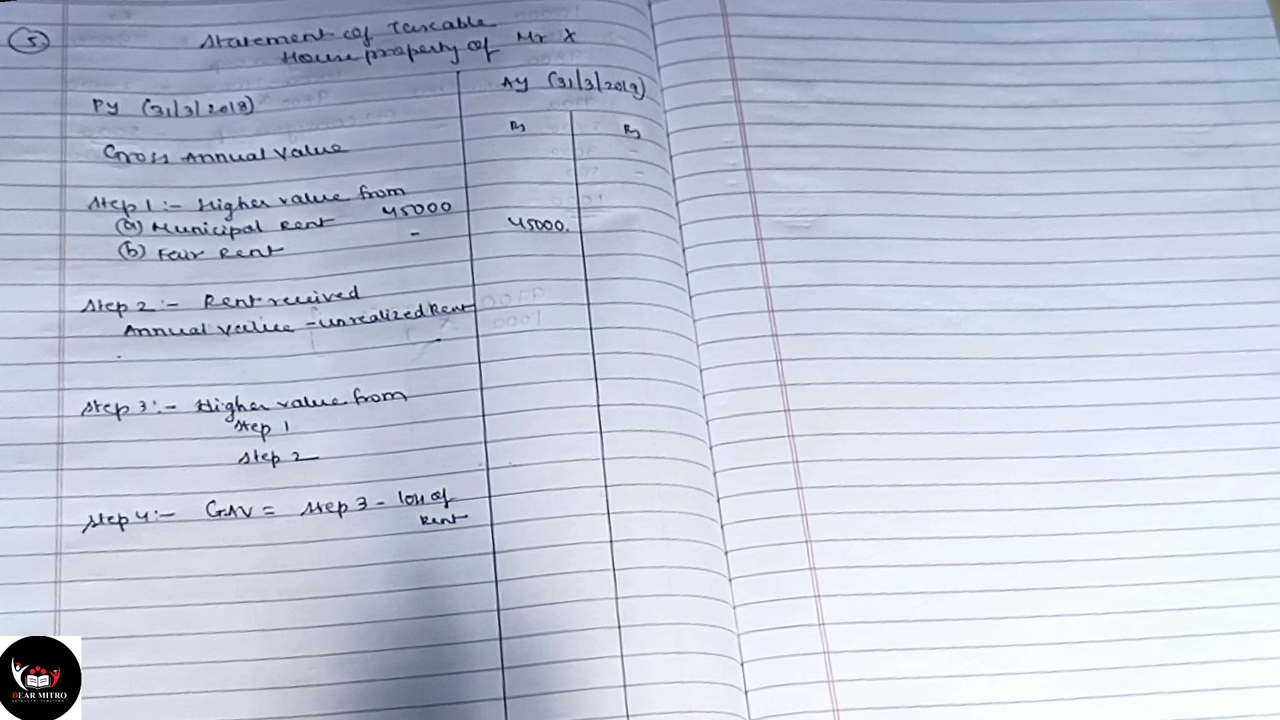 5
Statement of Taxable
House property of Mr X
PY (31/3/2018)
AY (31/3/2019)
Rs
Rs
Gross Annual Value
Step 1:- Higher value from
(a) Municipal Rent 45000
45000.
(b) Fair Rent -
Step 2:- Rent received
Annual value - unrealized Rent
Step 3:- Higher value from
Step 1
Step 2
Step 4:- GAV = Step 3 - loss of
Rent
DEAR MITRO